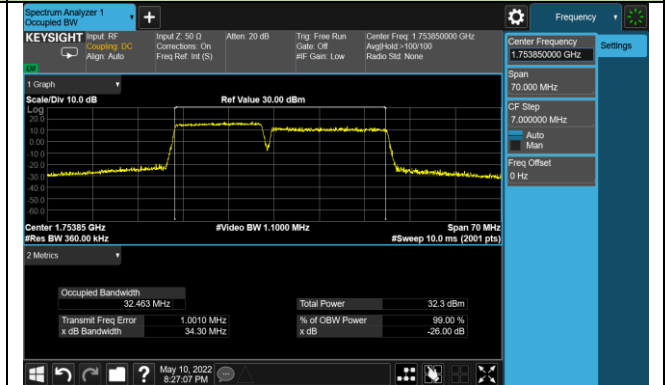 Spectrum Analyzer 1
Occupied BW
Frequency
KEYSIGHT
Input: RF
Coupling: DC
Align: Auto
Input Z: 50 Ω
Corrections: On
Freq Ref: Int (S)
Atten: 20 dB
Trig: Free Run
Gate: Off
#IF Gain: Low
Center Freq: 1.753850000 GHz
Avg|Hold:>100/100
Radio Std: None
LV
Center Frequency
1.753850000 GHz
Settings
Span
70.000 MHz
CF Step
7.000000 MHz
Auto
Man
Freq Offset
0 Hz
1 Graph
Scale/Div 10.0 dB
Ref Value 30.00 dBm
Log
20.0
10.0
0.00
-10.0
-20.0
-30.0
-40.0
-50.0
-60.0
Center 1.75385 GHz
#Video BW 1.1000 MHz
Span 70 MHz
#Res BW 360.00 kHz
#Sweep 10.0 ms (2001 pts)
2 Metrics
Occupied Bandwidth
32.463 MHz
Total Power
32.3 dBm
Transmit Freq Error
1.0010 MHz
% of OBW Power
99.00 %
x dB Bandwidth
34.30 MHz
x dB
-26.00 dB
?
May 10, 2022
8:27:07 PM